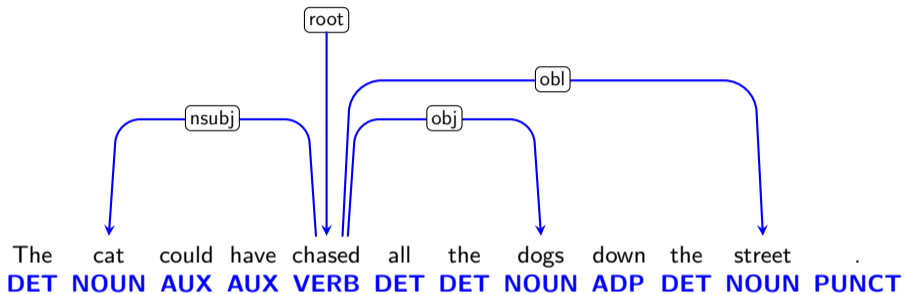 root
obl
nsubj obj
The cat could have chased all the dogs down the street .
DET NOUN AUX AUX VERB DET DET NOUN ADP DET NOUN PUNCT